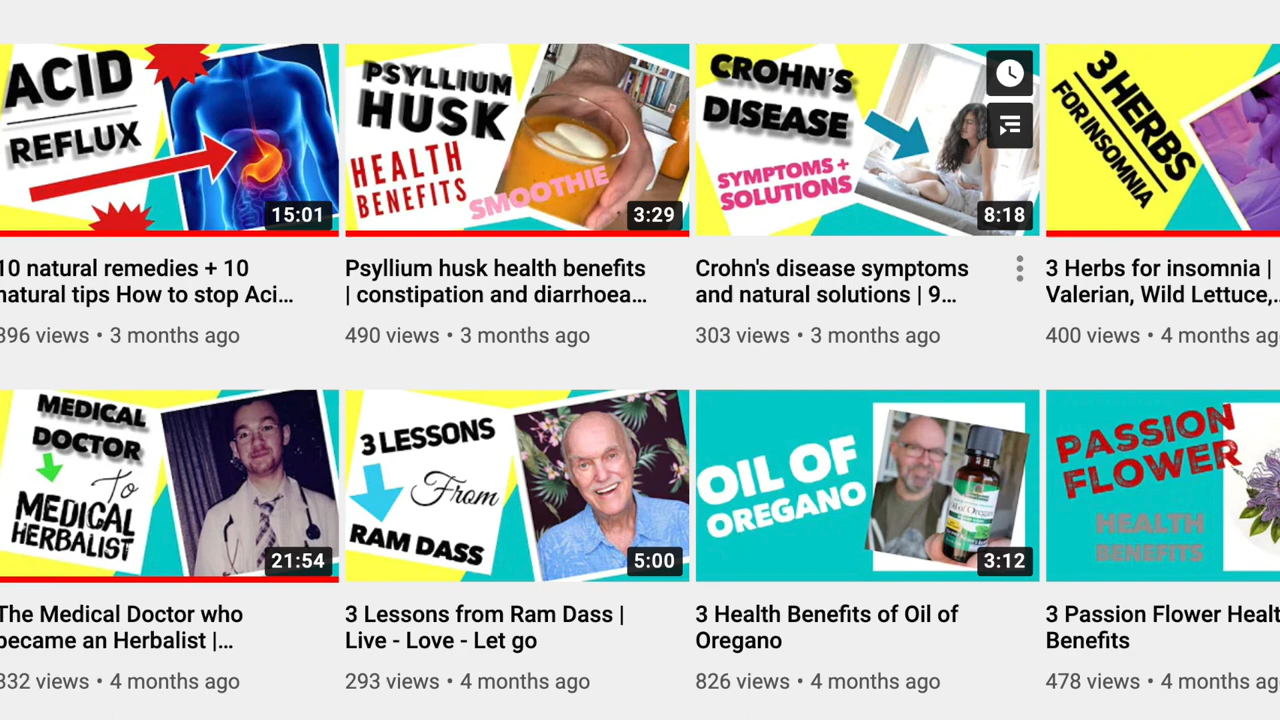 ACID
REFLUX
15:01
PSYLLIUM
HUSK
HEALTH
BENEFITS
SMOOTHIE
3:29
CROHN'S
DISEASE
SYMPTOMS +
SOLUTIONS
8:18
3 HERBS
FOR INSOMNIA
10 natural remedies + 10
natural tips How to stop Aci...
396 views • 3 months ago
Psyllium husk health benefits
| constipation and diarrhoea...
490 views • 3 months ago
Crohn's disease symptoms
and natural solutions | 9...
303 views • 3 months ago
3 Herbs for insomnia |
Valerian, Wild Lettuce,..
400 views • 4 months ag
MEDICAL
DOCTOR
to
MEDICAL
HERBALIST
21:54
3 LESSONS
From
RAM DASS
5:00
OIL OF
OREGANO
Oil of Oregano
3:12
PASSION
FLOWER
HEALTH
BENEFITS
The Medical Doctor who
became an Herbalist |...
332 views • 4 months ago
3 Lessons from Ram Dass |
Live - Love - Let go
293 views • 4 months ago
3 Health Benefits of Oil of
Oregano
826 views • 4 months ago
3 Passion Flower Healt
Benefits
478 views • 4 months ag